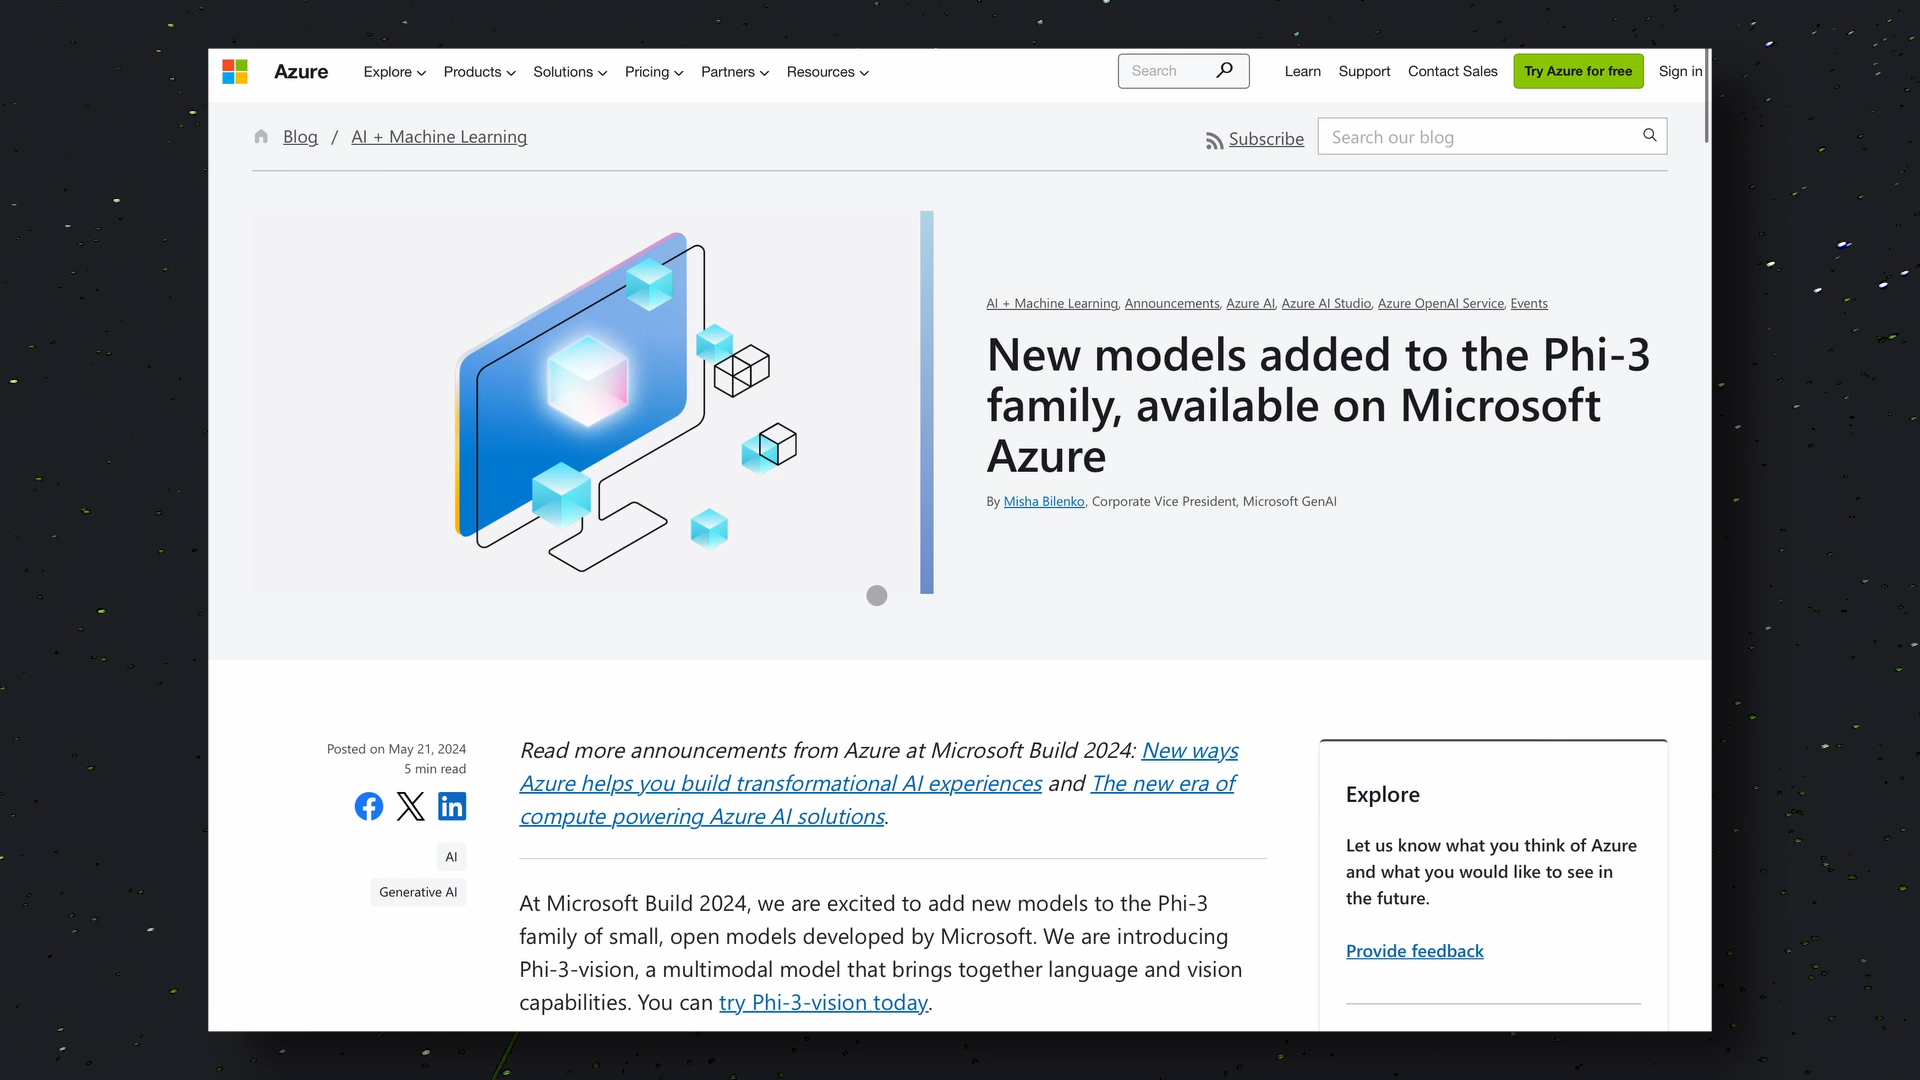 Azure
Explore
Products
Solutions
Pricing
Partners
Resources
Search
Learn
Support
Contact Sales
Try Azure for free
Sign in
Blog / AI + Machine Learning
Subscribe
Search our blog
AI + Machine Learning, Announcements, Azure AI, Azure AI Studio, Azure OpenAI Service, Events
New models added to the Phi-3
family, available on Microsoft
Azure
By Misha Bilenko, Corporate Vice President, Microsoft GenAI
Posted on May 21, 2024
5 min read
AI
Generative AI
Read more announcements from Azure at Microsoft Build 2024: New ways
Azure helps you build transformational AI experiences and The new era of
compute powering Azure AI solutions.
At Microsoft Build 2024, we are excited to add new models to the Phi-3
family of small, open models developed by Microsoft. We are introducing
Phi-3-vision, a multimodal model that brings together language and vision
capabilities. You can try Phi-3-vision today.
Explore
Let us know what you think of Azure
and what you would like to see in
the future.
Provide feedback